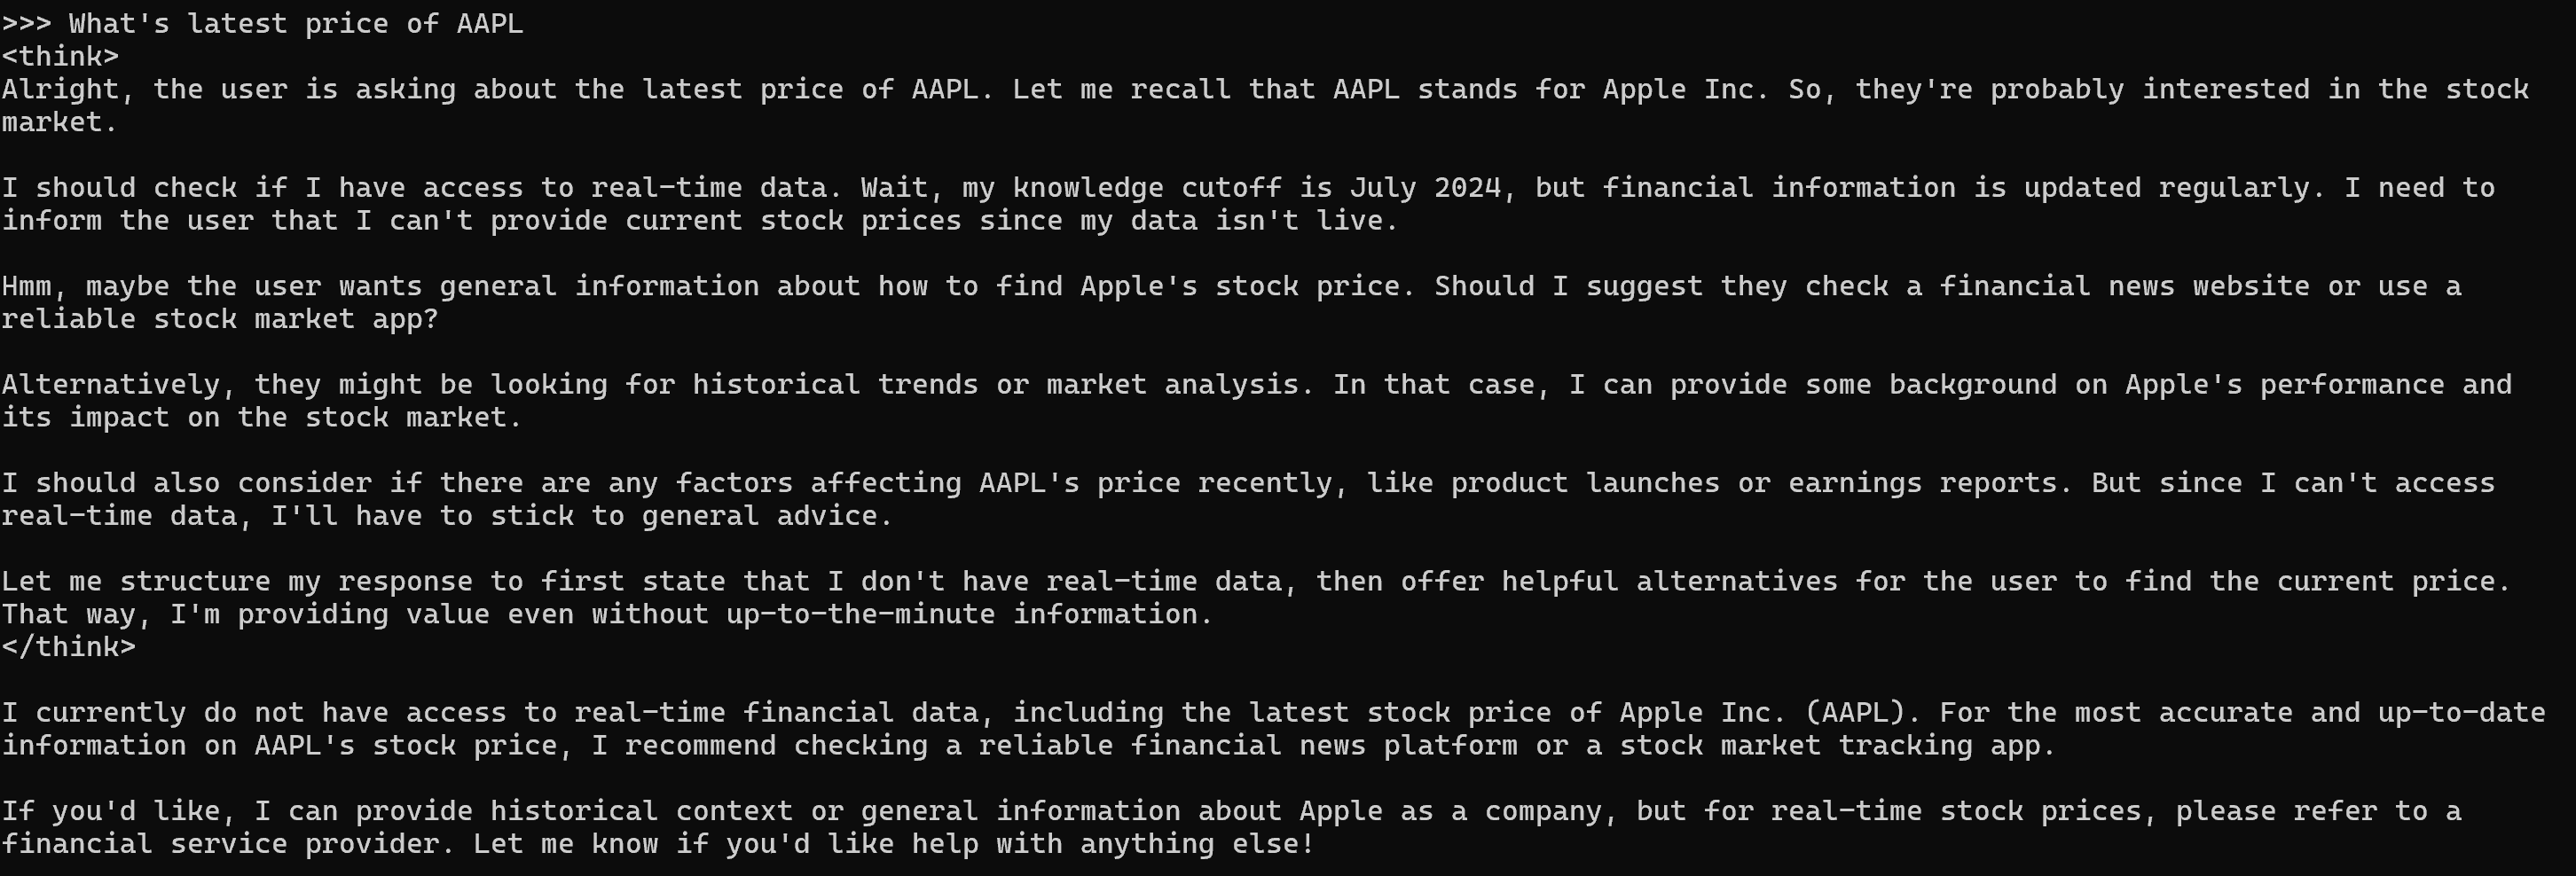 >>> What's latest price of AAPL
<think>
Alright, the user is asking about the latest price of AAPL. Let me recall that AAPL stands for Apple Inc. So, they're probably interested in the stock
market.
I should check if I have access to real-time data. Wait, my knowledge cutoff is July 2024, but financial information is updated regularly. I need to
inform the user that I can't provide current stock prices since my data isn't live.
Hmm, maybe the user wants general information about how to find Apple's stock price. Should I suggest they check a financial news website or use a
reliable stock market app?
Alternatively, they might be looking for historical trends or market analysis. In that case, I can provide some background on Apple's performance and
its impact on the stock market.
I should also consider if there are any factors affecting AAPL's price recently, like product launches or earnings reports. But since I can't access
real-time data, I'll have to stick to general advice.
Let me structure my response to first state that I don't have real-time data, then offer helpful alternatives for the user to find the current price.
That way, I'm providing value even without up-to-the-minute information.
</think>
I currently do not have access to real-time financial data, including the latest stock price of Apple Inc. (AAPL). For the most accurate and up-to-date
information on AAPL's stock price, I recommend checking a reliable financial news platform or a stock market tracking app.
If you'd like, I can provide historical context or general information about Apple as a company, but for real-time stock prices, please refer to a
financial service provider. Let me know if you'd like help with anything else!